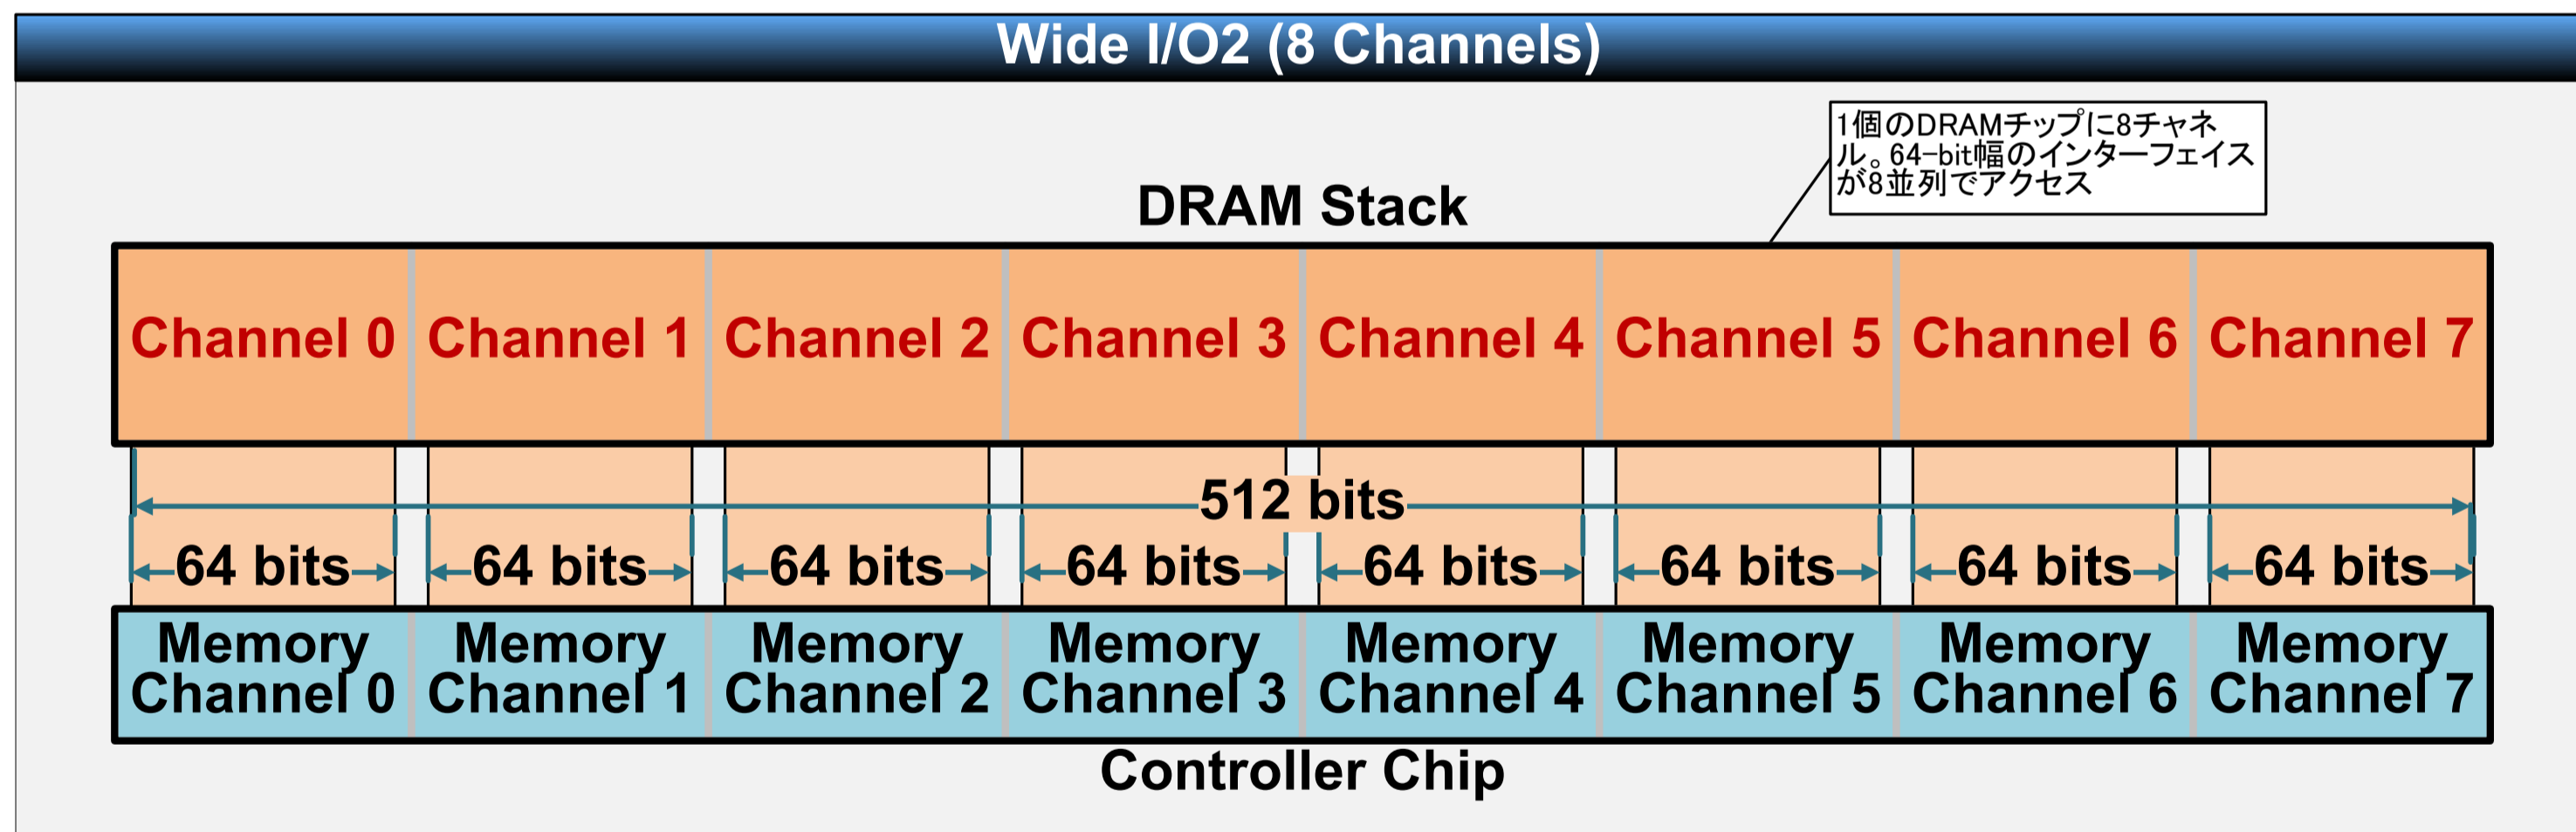 Wide I/O2 (8 Channels)
1個のDRAMチップに8チャネ
ル。64-bit幅のインターフェイス
が8並列でアクセス
DRAM Stack
Channel 0 Channel 1 Channel 2 Channel 3 Channel 4 Channel 5 Channel 6 Channel 7
512 bits
64 bits 64 bits 64 bits 64 bits 64 bits 64 bits 64 bits 64 bits
Memory Memory Memory Memory Memory Memory Memory Memory
Channel 0 Channel 1 Channel 2 Channel 3 Channel 4 Channel 5 Channel 6 Channel 7
Controller Chip